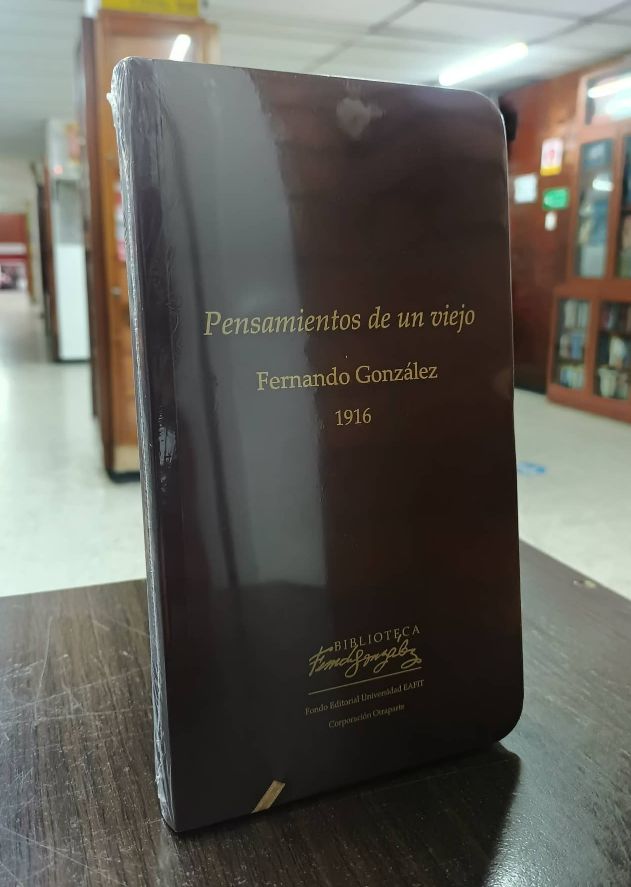 Pensamientos de un viejo
Fernando González
1916
BIBLIOTECA
Fernando González
Fondo Editorial Universidad EAFIT
Corporación Otraparte